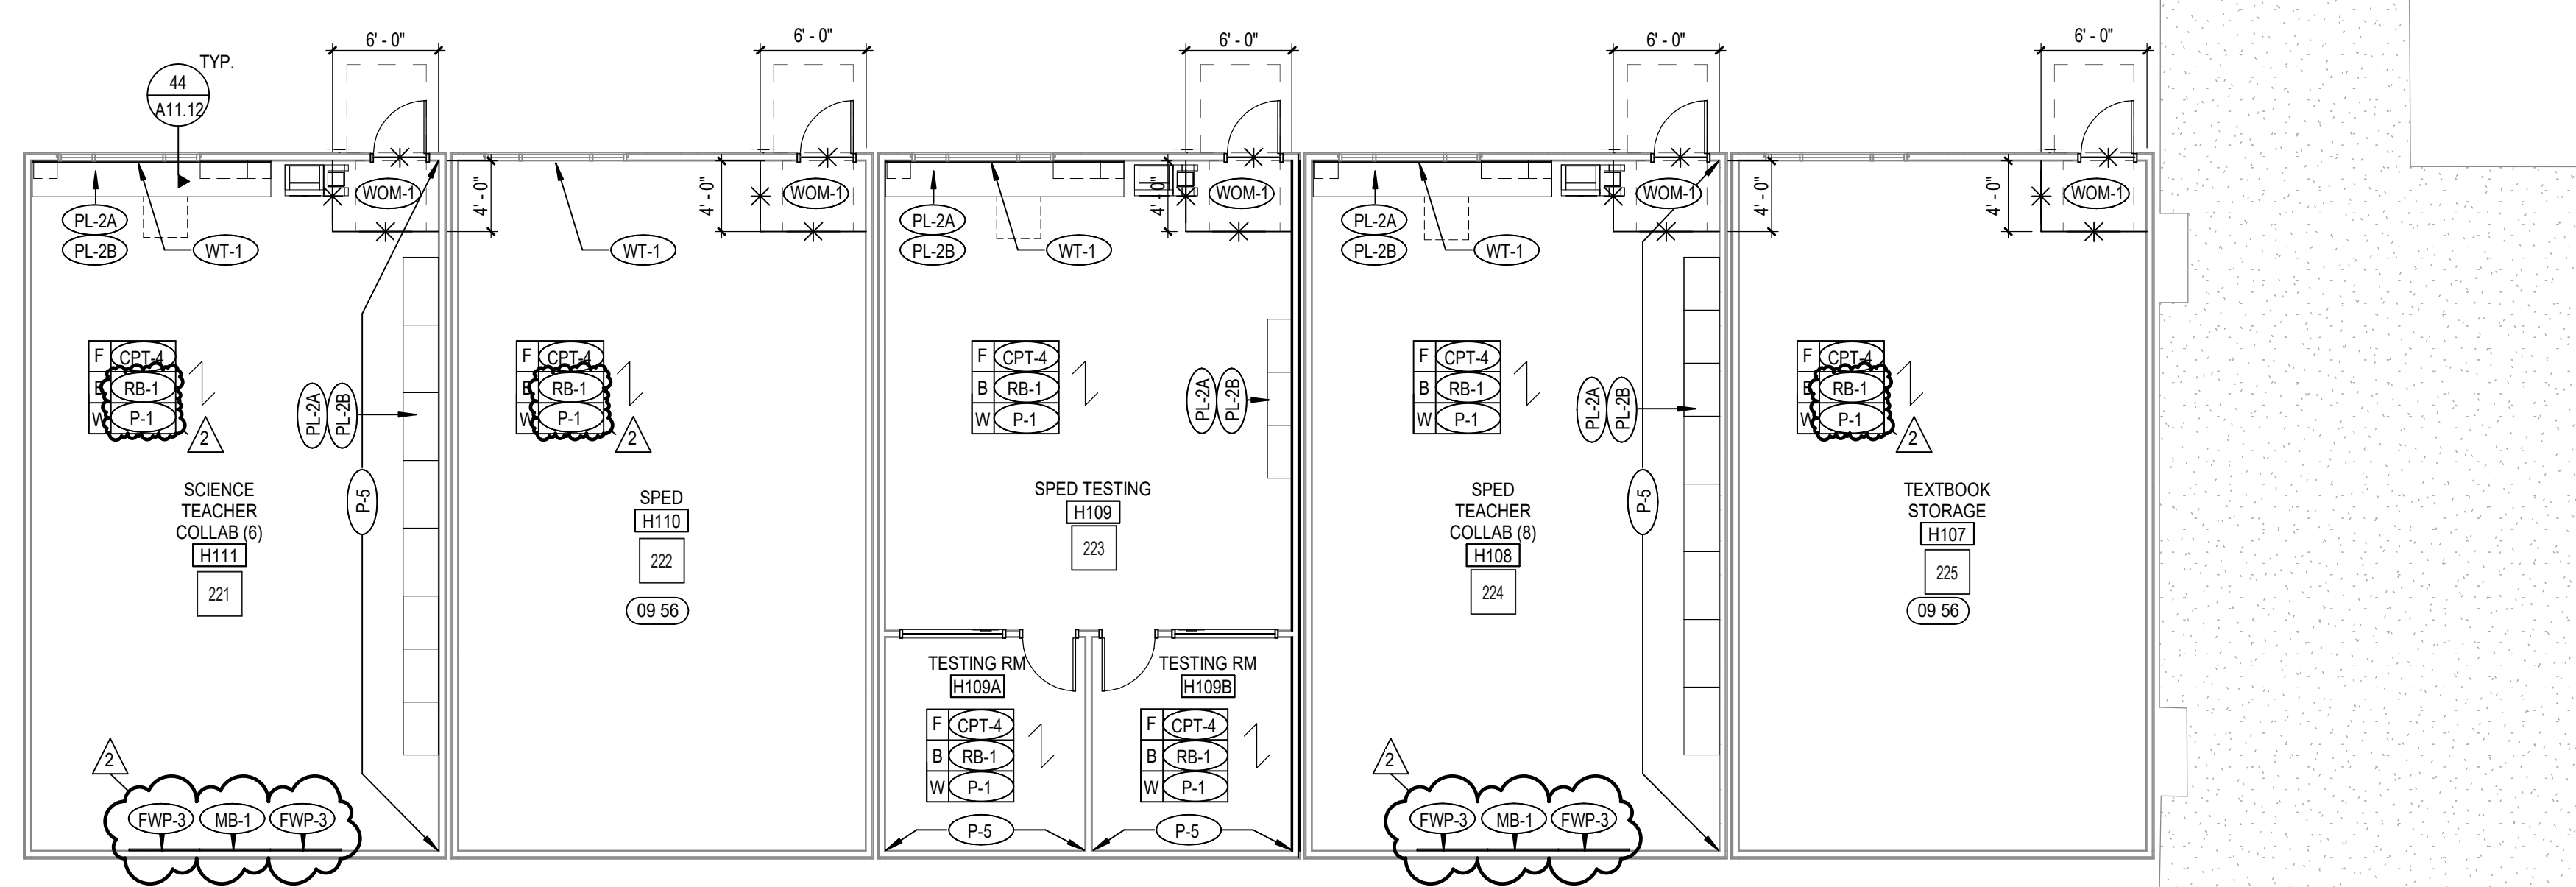 6' - 0"
6' - 0"
6' - 0"
6' - 0"
6' - 0"
TYP.
44
A11.12
WOM-1
WOM-1
WOM-1
WOM-1
WOM-1
4' - 0"
4' - 0"
4' - 0"
4' - 0"
4' - 0"
PL-2A
PL-2B
WT-1
WT-1
PL-2A
PL-2B
WT-1
PL-2A
PL-2B
WT-1
F CPT-4
B RB-1
W P-1
2
F CPT-4
B RB-1
W P-1
2
F CPT-4
B RB-1
W P-1
F CPT-4
B RB-1
W P-1
F CPT-4
B RB-1
W P-1
2
PL-2A
PL-2B
PL-2A
PL-2B
PL-2A
PL-2B
P-5
P-5
SCIENCE
TEACHER
COLLAB (6)
H111
221
SPED
H110
222
09 56
SPED TESTING
H109
223
SPED
TEACHER
COLLAB (8)
H108
224
TEXTBOOK
STORAGE
H107
225
09 56
TESTING RM
H109A
F CPT-4
B RB-1
W P-1
P-5
TESTING RM
H109B
F CPT-4
B RB-1
W P-1
P-5
2
FWP-3 MB-1 FWP-3
2
FWP-3 MB-1 FWP-3